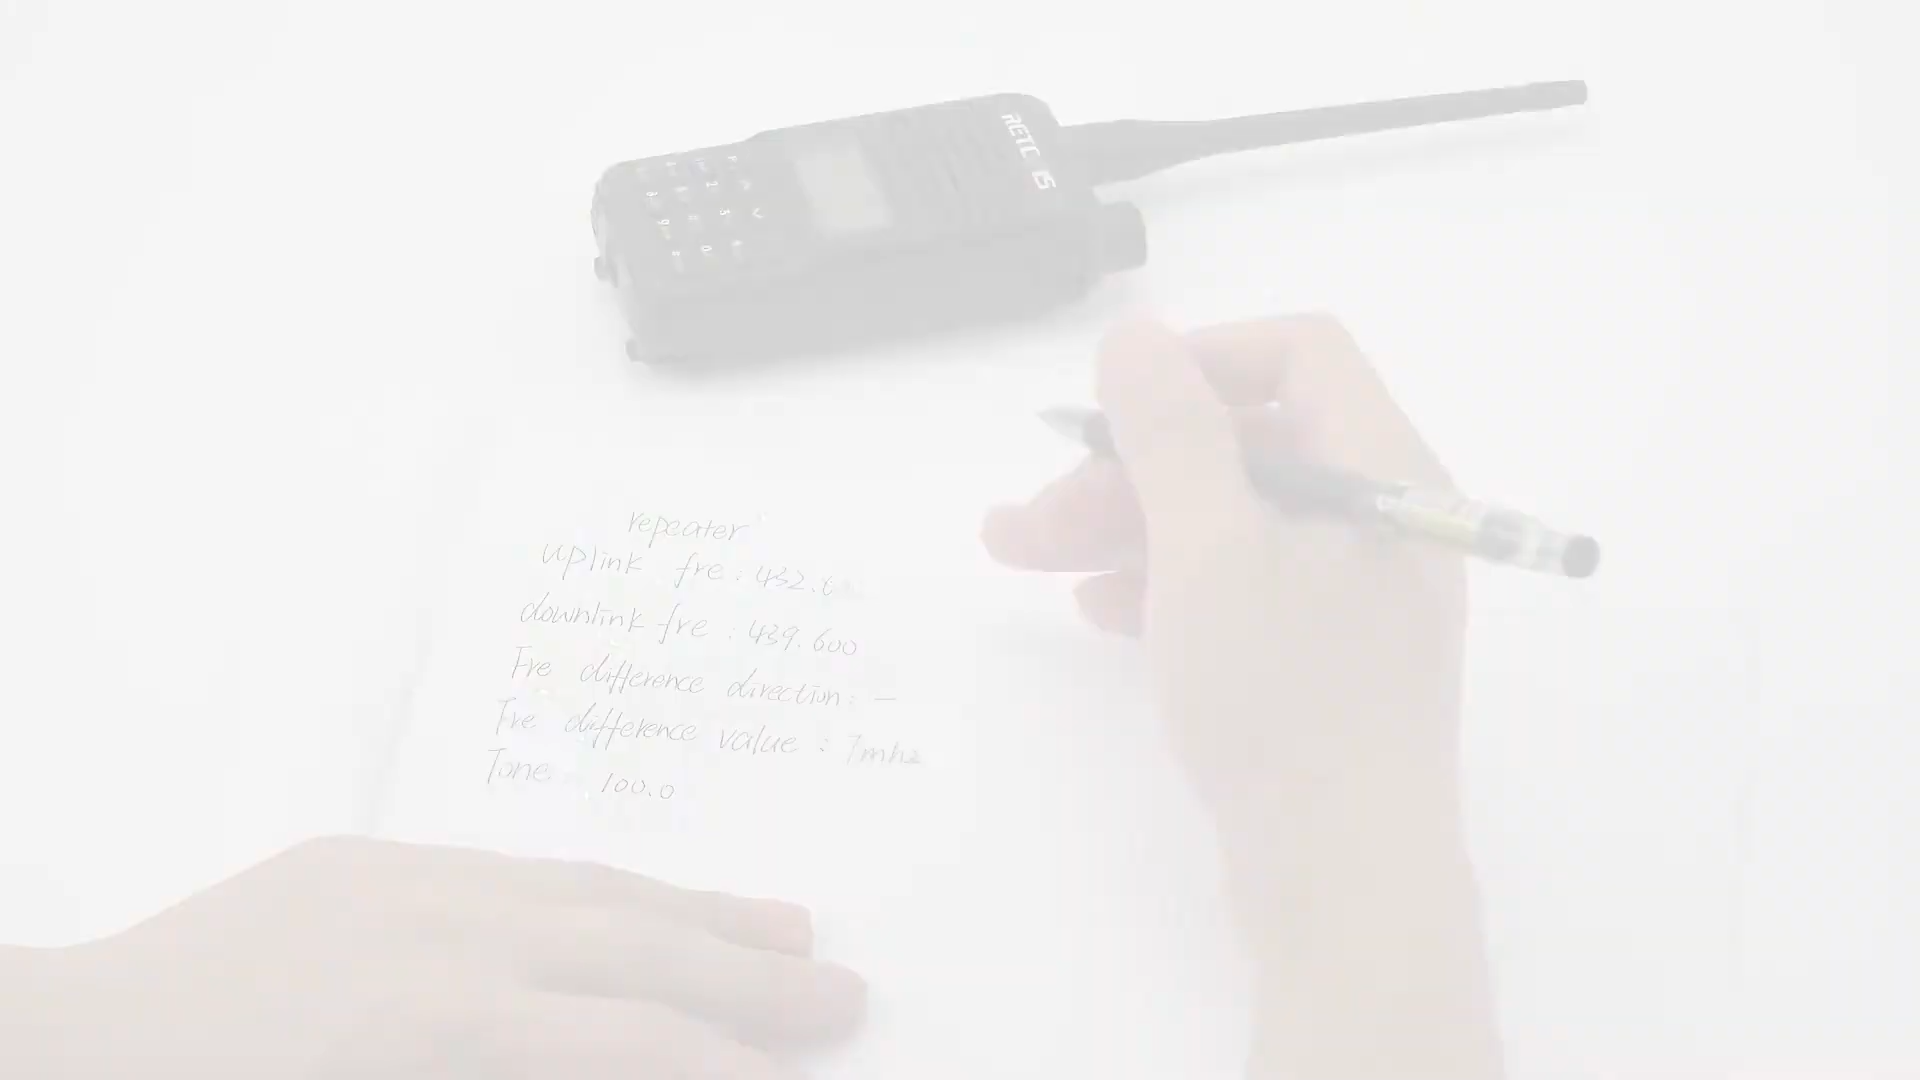 RETEVIS
repeater
uplink fre : 432.6
downlink fre : 439.600
Fre difference direction: —
Fre difference value : 7mhz
Tone 100.0